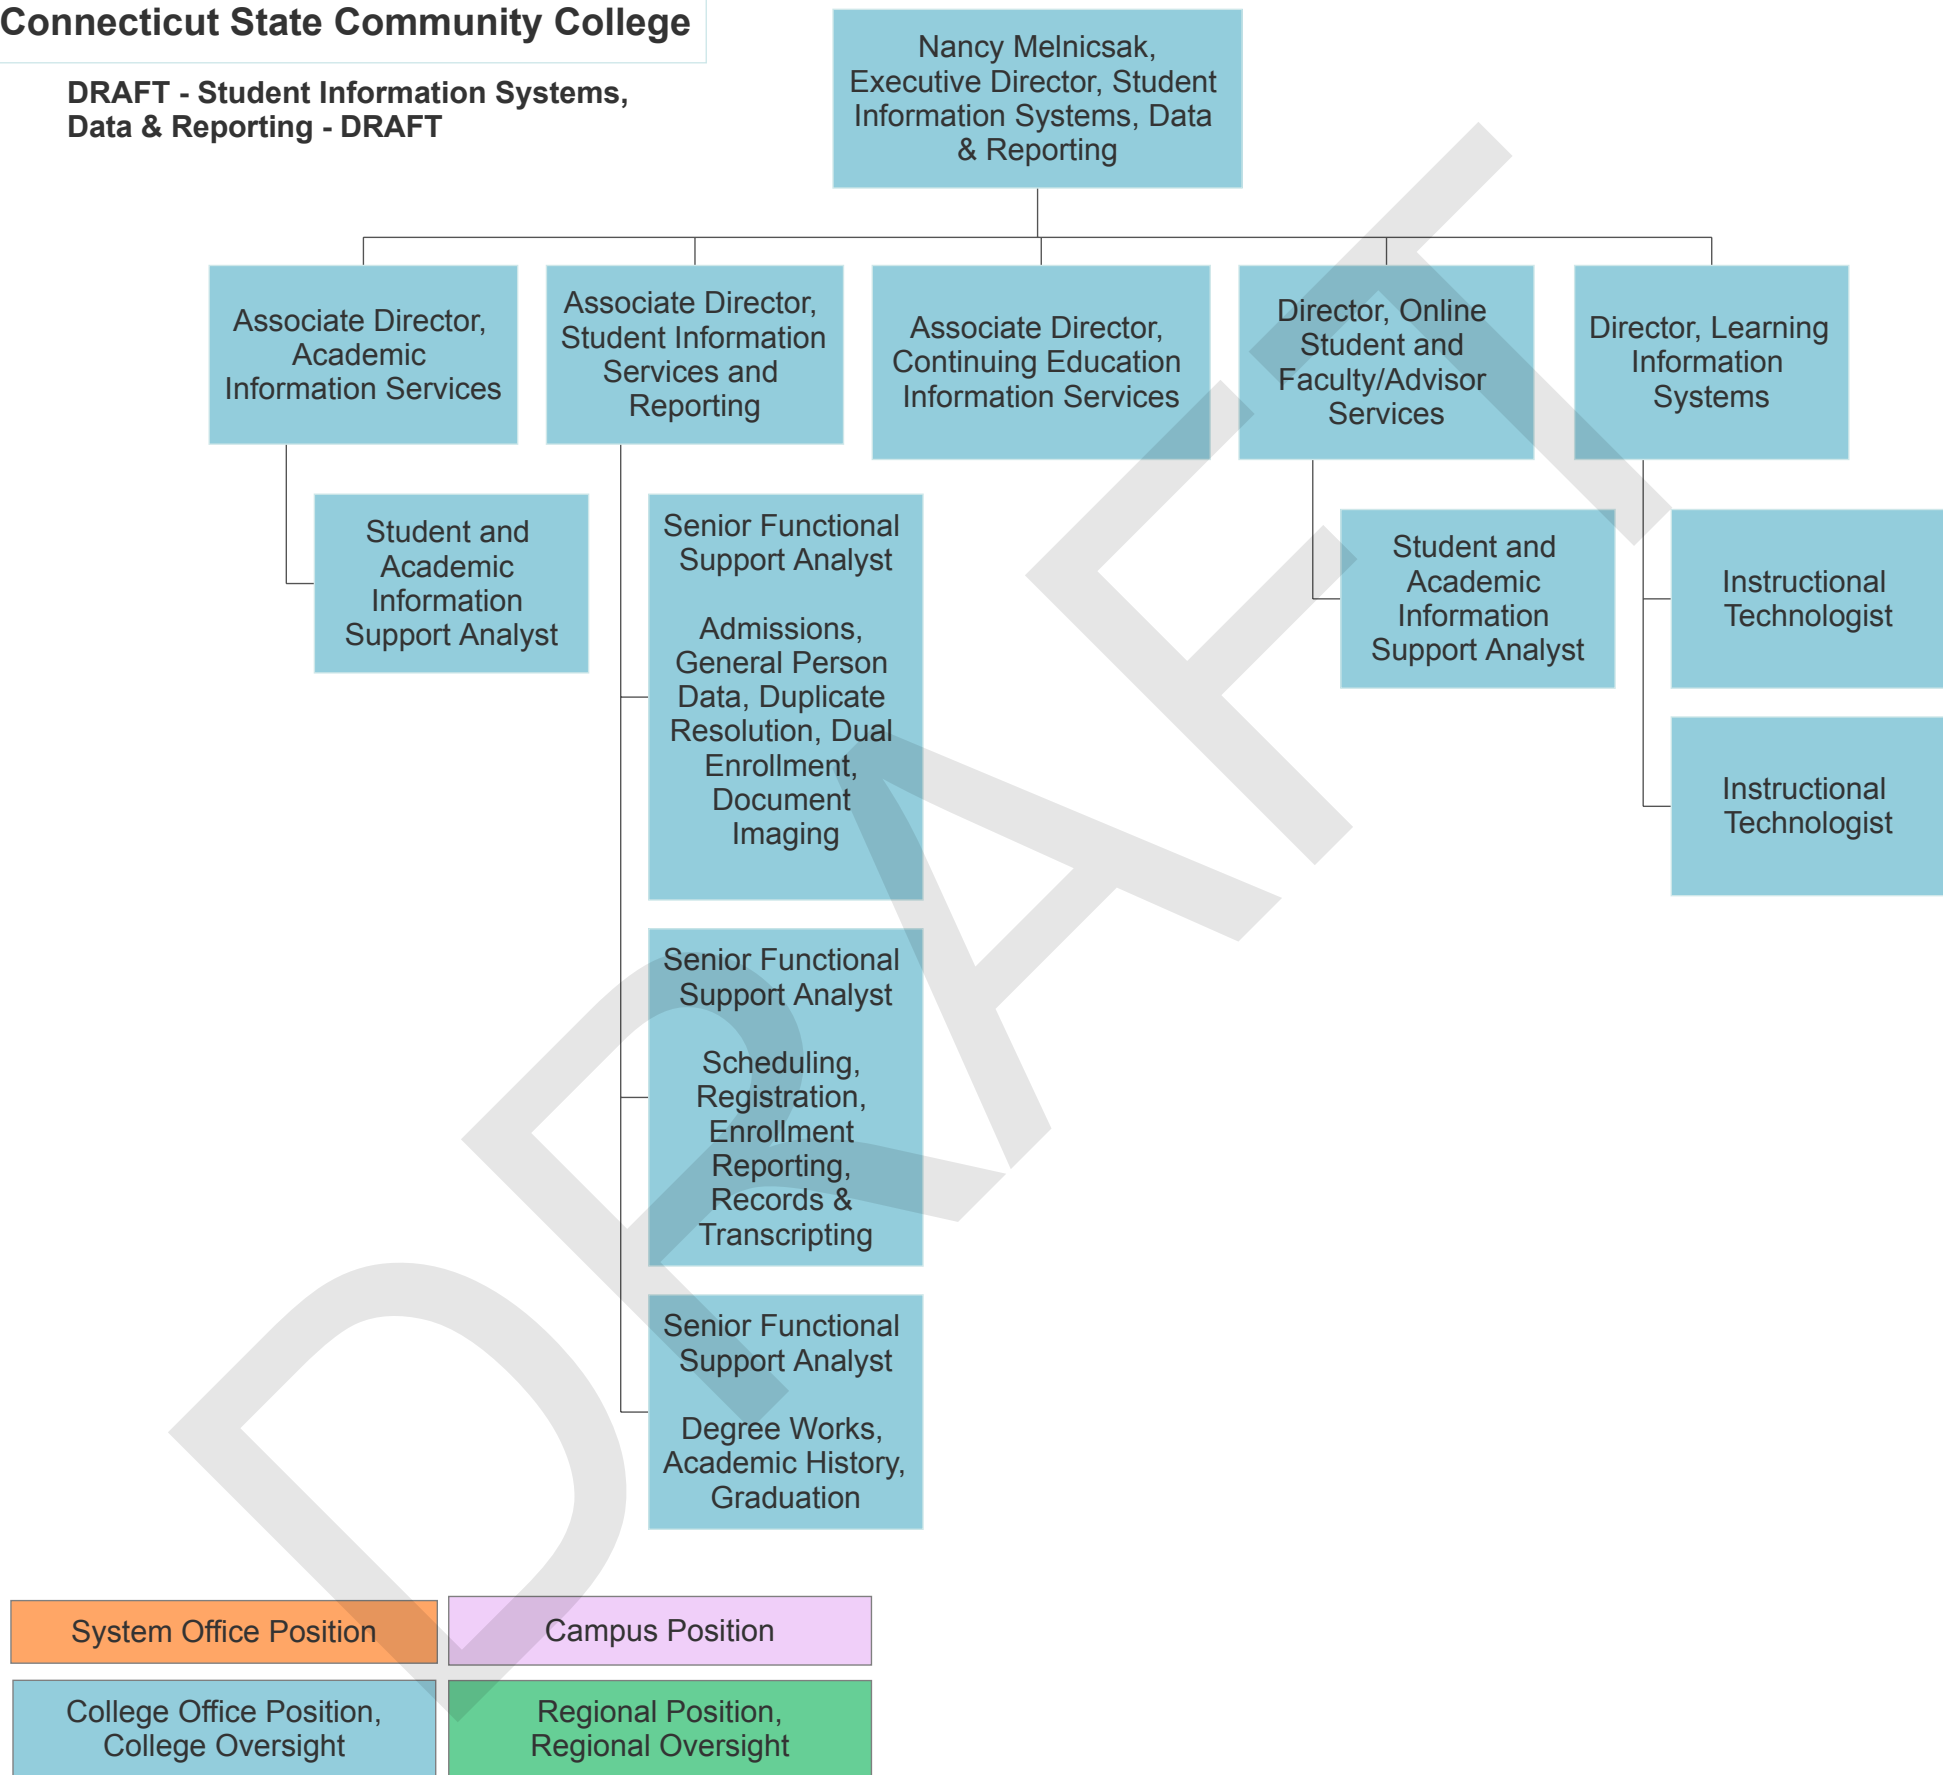 Connecticut State Community College
DRAFT - Student Information Systems,
Data & Reporting - DRAFT
Nancy Melnicsak,
Executive Director, Student
Information Systems, Data
& Reporting
Associate Director,
Academic
Information Services
Associate Director,
Student Information
Services and
Reporting
Associate Director,
Continuing Education
Information Services
Director, Online
Student and
Faculty/Advisor
Services
Director, Learning
Information
Systems
Student and
Academic
Information
Support Analyst
Senior Functional
Support Analyst
Admissions,
General Person
Data, Duplicate
Resolution, Dual
Enrollment,
Document
Imaging
Senior Functional
Support Analyst
Scheduling,
Registration,
Enrollment
Reporting,
Records &
Transcripting
Senior Functional
Support Analyst
Degree Works,
Academic History,
Graduation
Student and
Academic
Information
Support Analyst
Instructional
Technologist
Instructional
Technologist
DRAFT
System Office Position
Campus Position
College Office Position,
College Oversight
Regional Position,
Regional Oversight